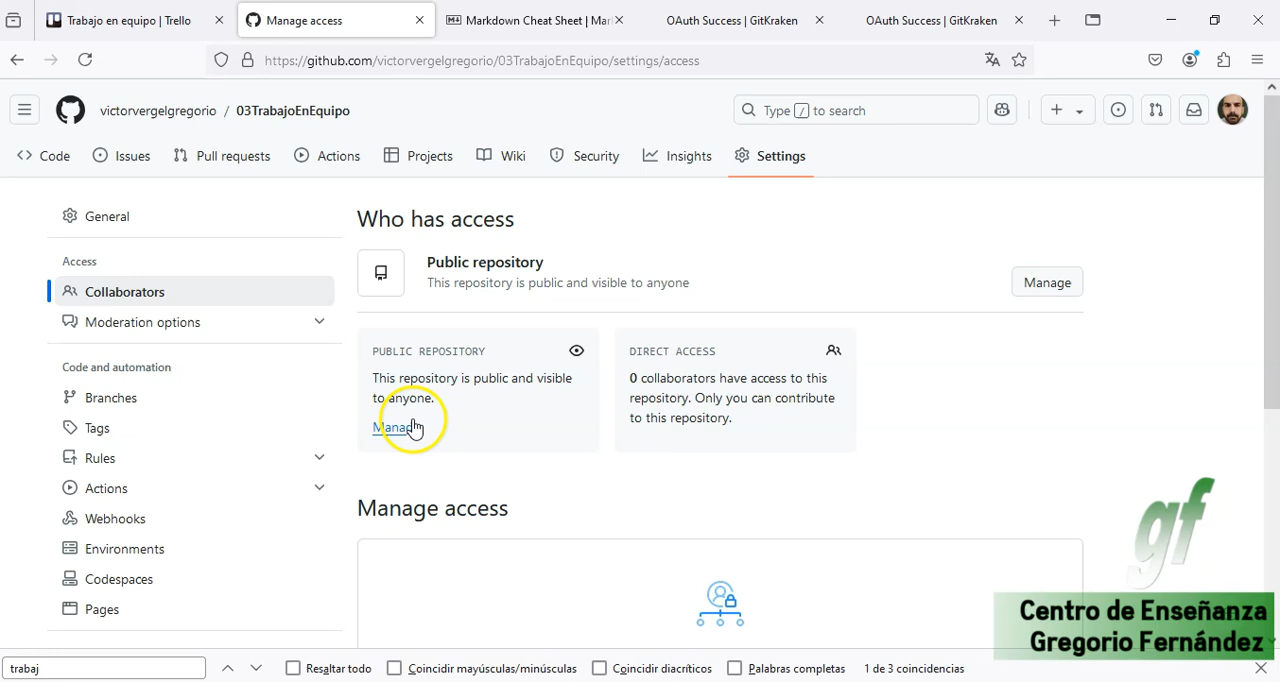 Trabajo en equipo | Trello
Manage access
Markdown Cheat Sheet | Mar
OAuth Success | GitKraken
OAuth Success | GitKraken
https://github.com/victorvergelgregorio/03TrabajoEnEquipo/settings/access
victorvergelgregorio / 03TrabajoEnEquipo
Type / to search
Code
Issues
Pull requests
Actions
Projects
Wiki
Security
Insights
Settings
General
Access
Collaborators
Moderation options
Code and automation
Branches
Tags
Rules
Actions
Webhooks
Environments
Codespaces
Pages
Who has access
Public repository
This repository is public and visible to anyone
Manage
PUBLIC REPOSITORY
This repository is public and visible
to anyone.
Manage
DIRECT ACCESS
0 collaborators have access to this
repository. Only you can contribute
to this repository.
Manage access
gf
Centro de Enseñanza
Gregorio Fernández
trabaj
Resaltar todo
Coincidir mayúsculas/minúsculas
Coincidir diacríticos
Palabras completas
1 de 3 coincidencias